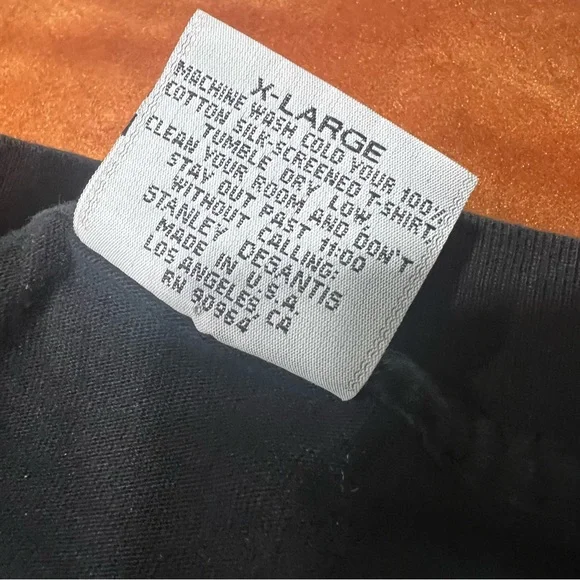 X-LARGE
MACHINE WASH COLD YOUR 100%
COTTON SILK-SCREENED T-SHIRT,
TUMBLE DRY LOW,
CLEAN YOUR ROOM AND DON'T
STAY OUT PAST 11:00
WITHOUT CALLING!
STANLEY DESANTIS
MADE IN U.S.A.
LOS ANGELES, CA
RN 90964